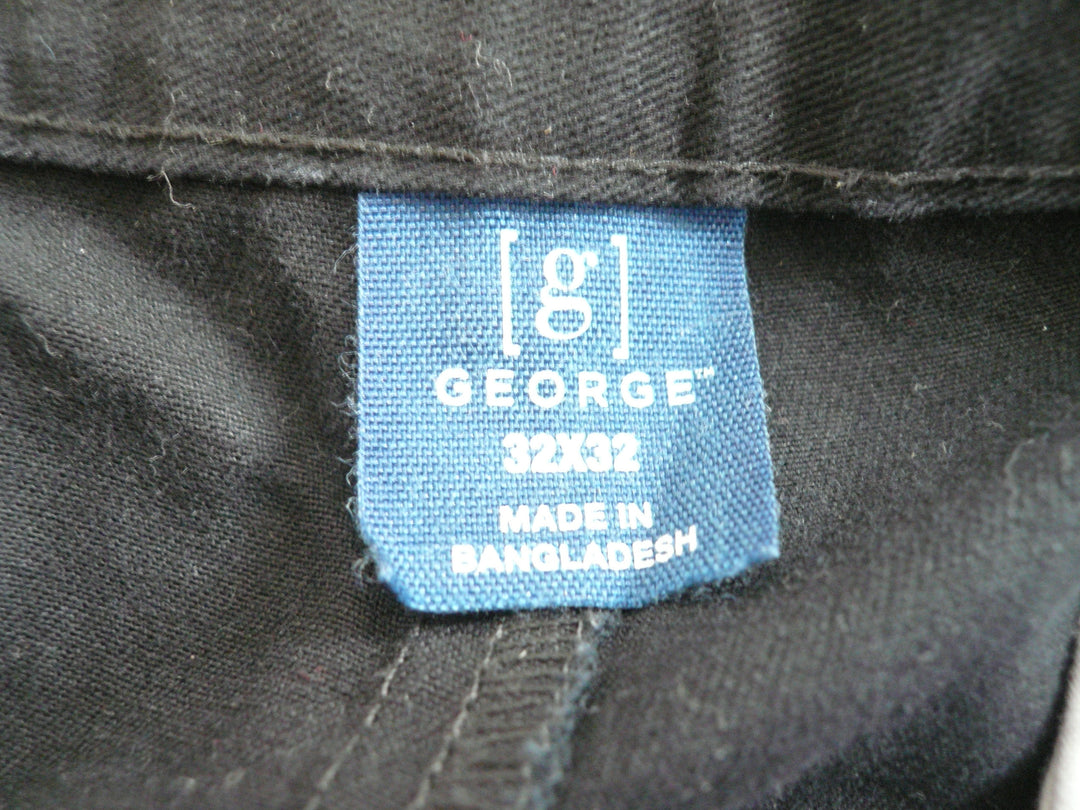 [g]
GEORGE™
32X32
MADE IN
BANGLADESH